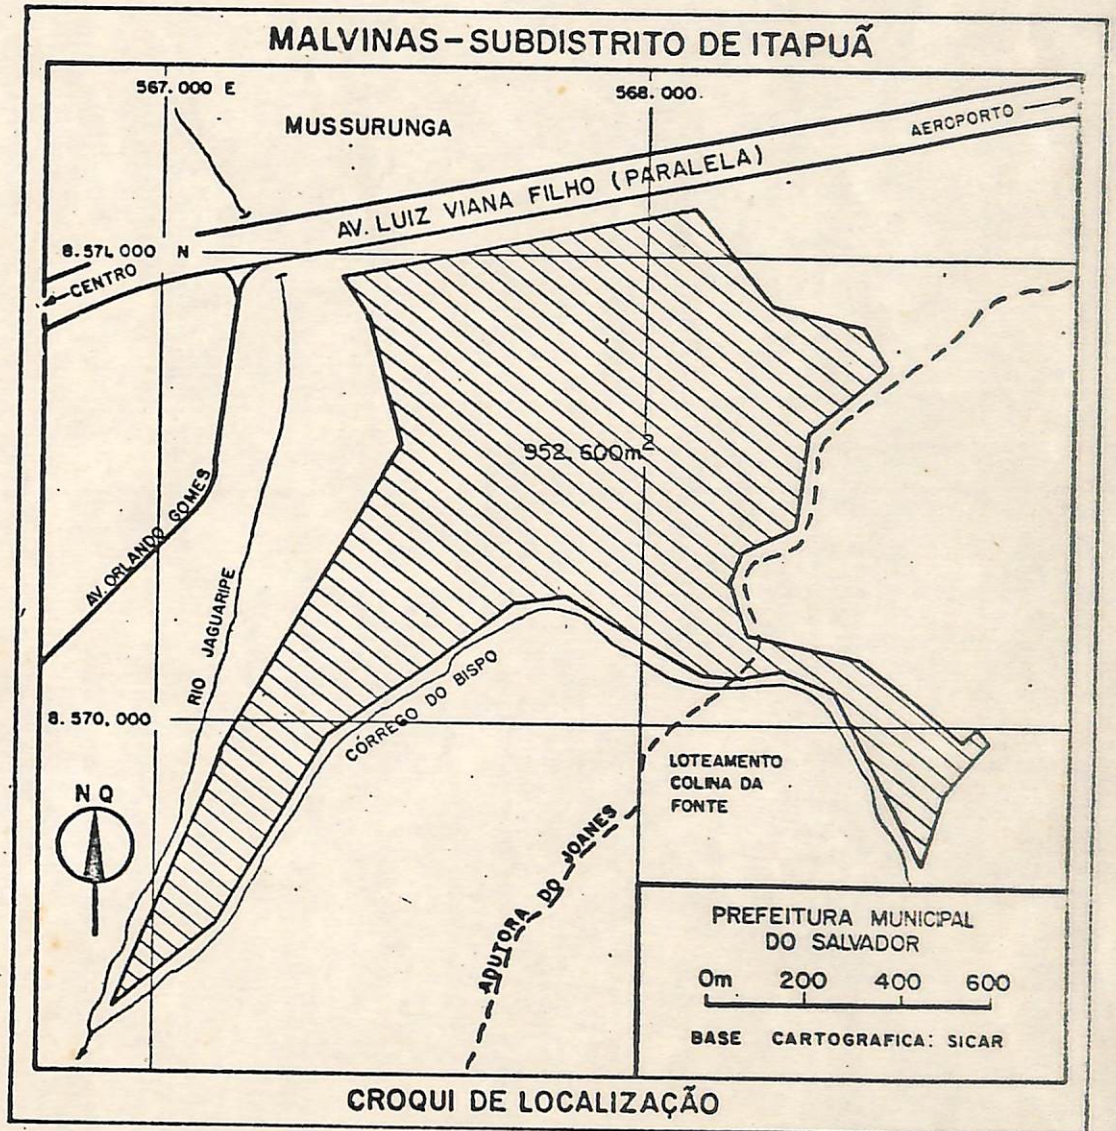 MALVINAS-SUBDISTRITO DE ITAPUÃ
567.000 E
568.000
MUSSURUNGA
AEROPORTO
AV. LUIZ VIANA FILHO (PARALELA)
8.571.000 N
CENTRO
952.600m²
AV. ORLANDO GOMES
RIO JAGUARIPE
CÓRREGO DO BISPO
8.570.000
LOTEAMENTO
COLINA DA
FONTE
NQ
ADUTORA DO JOANES
PREFEITURA MUNICIPAL
DO SALVADOR
0m 200 400 600
BASE CARTOGRAFICA: SICAR
CROQUI DE LOCALIZAÇÃO